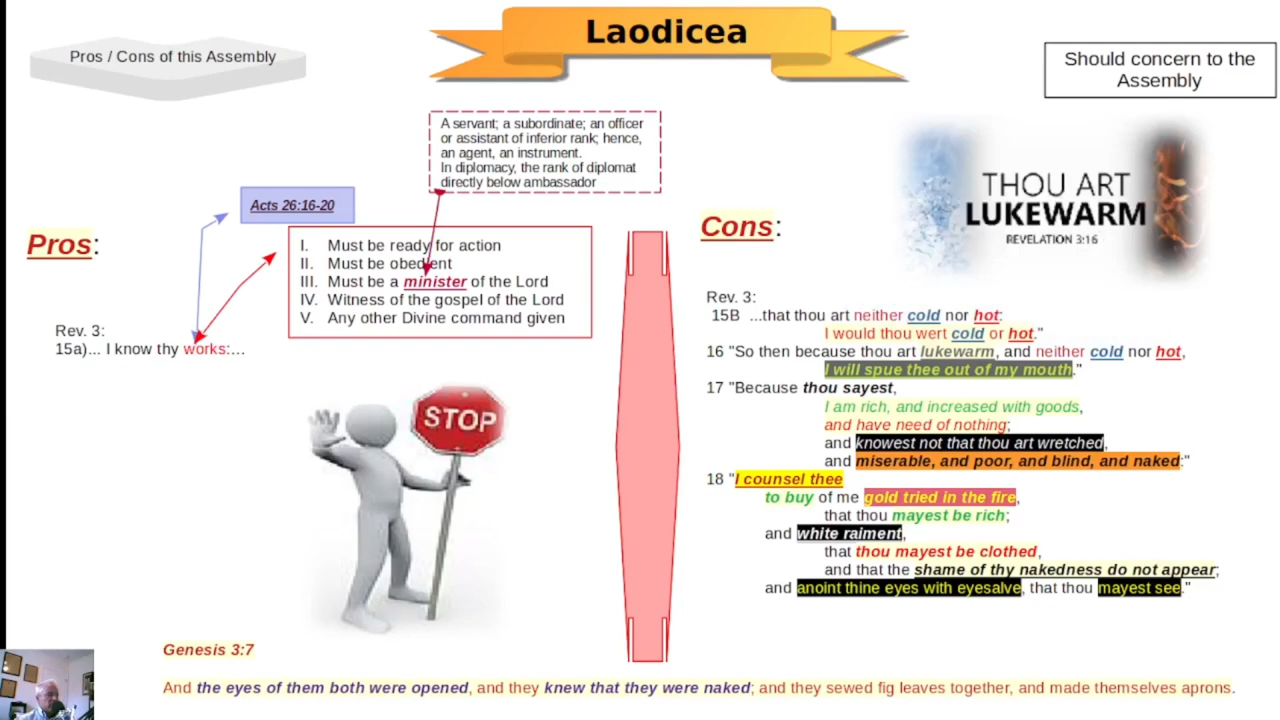 Laodicea
Pros / Cons of this Assembly
Should concern to the
Assembly
A servant; a subordinate; an officer
or assistant of inferior rank; hence,
an agent, an instrument.
In diplomacy, the rank of diplomat
directly below ambassador
THOU ART
LUKEWARM
REVELATION 3:16
Acts 26:16-20
Pros:
I. Must be ready for action
II. Must be obedient
III. Must be a minister of the Lord
IV. Witness of the gospel of the Lord
V. Any other Divine command given
Rev. 3:
15a)... I know thy works:...
STOP
Cons:
Rev. 3:
15B ...that thou art neither cold nor hot:
I would thou wert cold or hot."
16 "So then because thou art lukewarm, and neither cold nor hot,
I will spue thee out of my mouth."
17 "Because thou sayest,
I am rich, and increased with goods,
and have need of nothing;
and knowest not that thou art wretched,
and miserable, and poor, and blind, and naked:"
18 "I counsel thee
to buy of me gold tried in the fire,
that thou mayest be rich;
and white raiment,
that thou mayest be clothed,
and that the shame of thy nakedness do not appear;
and anoint thine eyes with eyesalve, that thou mayest see."
Genesis 3:7
And the eyes of them both were opened, and they knew that they were naked; and they sewed fig leaves together, and made themselves aprons.